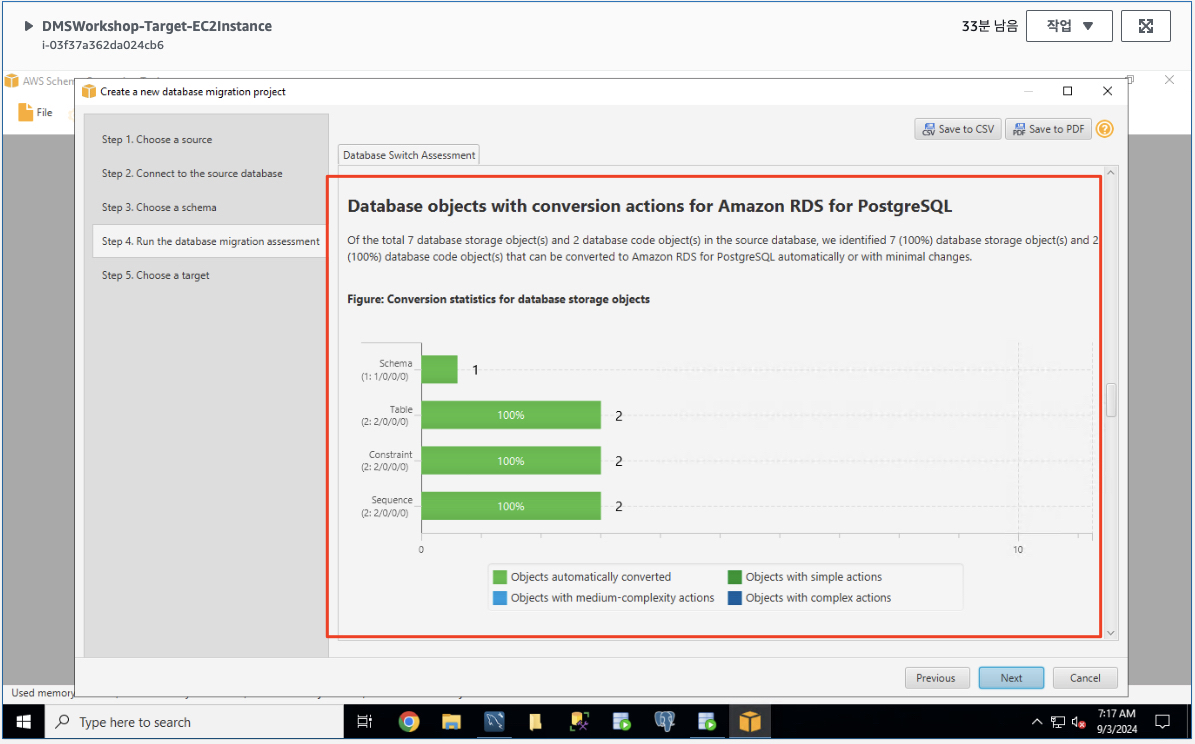 DMSWorkshop-Target-EC2Instance
i-03f37a362da024cb6
33분 남음
작업
AWS Schem
File
Create a new database migration project
Step 1. Choose a source
Step 2. Connect to the source database
Step 3. Choose a schema
Step 4. Run the database migration assessment
Step 5. Choose a target
CSV Save to CSV
PDF Save to PDF
?
Database Switch Assessment
Database objects with conversion actions for Amazon RDS for PostgreSQL
Of the total 7 database storage object(s) and 2 database code object(s) in the source database, we identified 7 (100%) database storage object(s) and 2
(100%) database code object(s) that can be converted to Amazon RDS for PostgreSQL automatically or with minimal changes.
Figure: Conversion statistics for database storage objects
Schema
(1: 1/0/0/0)
1
Table
(2: 2/0/0/0)
100%
2
Constraint
(2: 2/0/0/0)
100%
2
Sequence
(2: 2/0/0/0)
100%
2
0
10
Objects automatically converted
Objects with simple actions
Objects with medium-complexity actions
Objects with complex actions
Previous
Next
Cancel
Used memory
Type here to search
7:17 AM
9/3/2024